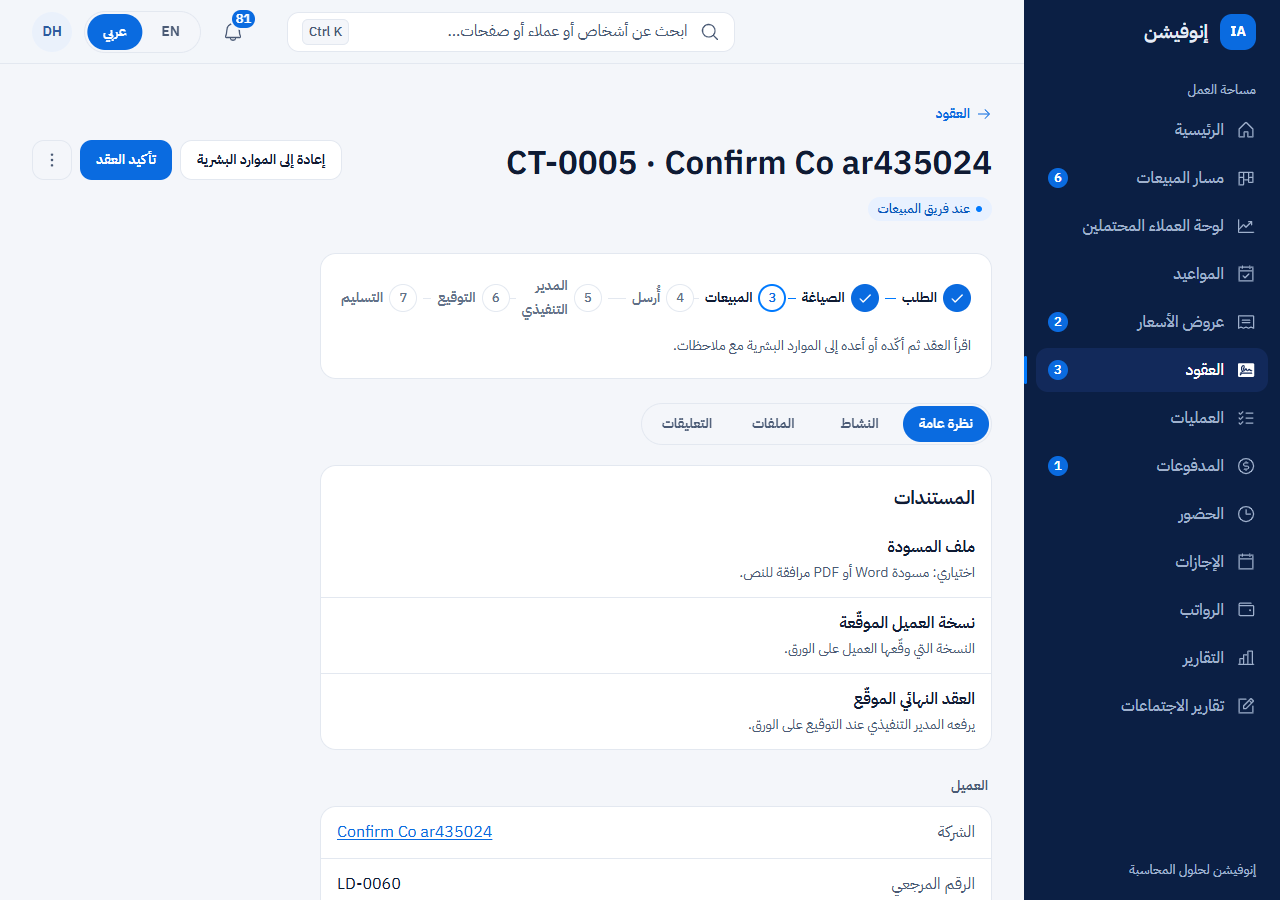 IA إنوفيشن
مساحة العمل
الرئيسية
مسار المبيعات 6
لوحة العملاء المحتملين
المواعيد
عروض الأسعار 2
العقود 3
العمليات
المدفوعات 1
الحضور
الإجازات
الرواتب
التقارير
تقارير الاجتماعات
إنوفيشن لحلول المحاسبة
ابحث عن أشخاص أو عملاء أو صفحات... Ctrl K
81
EN عربي
DH
العقود
CT-0005 · Confirm Co ar435024
إعادة إلى الموارد البشرية
تأكيد العقد
عند فريق المبيعات
الطلب
الصياغة
3 المبيعات
4 أُرسل
5 المدير التنفيذي
6 التوقيع
7 التسليم
اقرأ العقد ثم أكّده أو أعده إلى الموارد البشرية مع ملاحظات.
نظرة عامة
النشاط
الملفات
التعليقات
المستندات
ملف المسودة
اختياري: مسودة Word أو PDF مرافقة للنص.
نسخة العميل الموقّعة
النسخة التي وقّعها العميل على الورق.
العقد النهائي الموقّع
يرفعه المدير التنفيذي عند التوقيع على الورق.
العميل
الشركة Confirm Co ar435024
الرقم المرجعي LD-0060